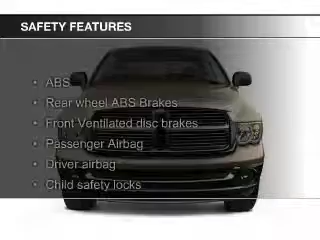 SAFETY FEATURES
• ABS
• Rear wheel ABS Brakes
• Front Ventilated disc brakes
• Passenger Airbag
• Driver airbag
• Child safety locks